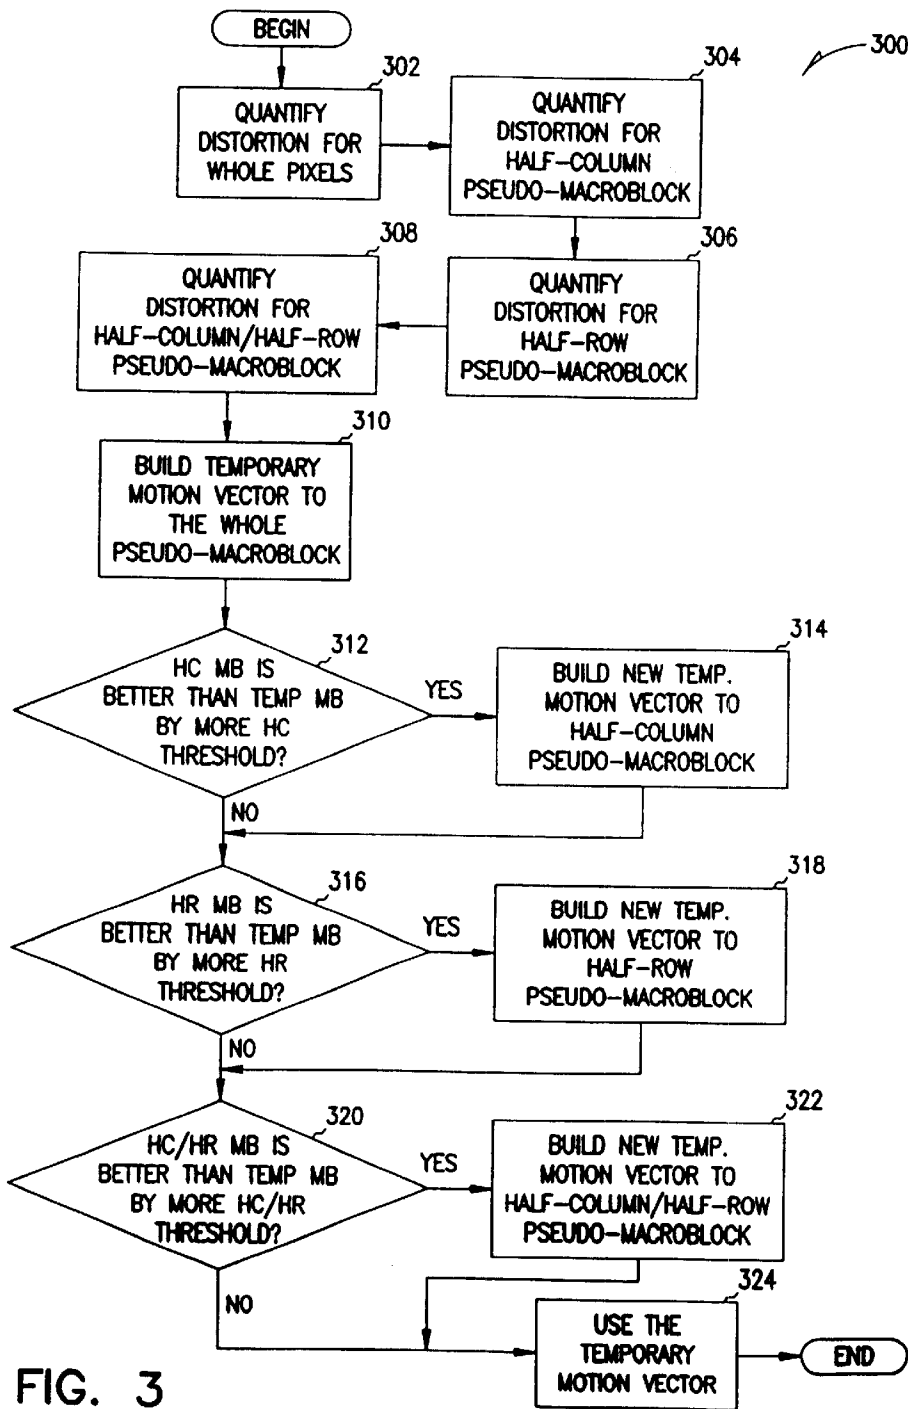 BEGIN
300
302
QUANTIFY
DISTORTION FOR
WHOLE PIXELS
304
QUANTIFY
DISTORTION FOR
HALF-COLUMN
PSEUDO-MACROBLOCK
306
QUANTIFY
DISTORTION FOR
HALF-ROW
PSEUDO-MACROBLOCK
308
QUANTIFY
DISTORTION FOR
HALF-COLUMN/HALF-ROW
PSEUDO-MACROBLOCK
310
BUILD TEMPORARY
MOTION VECTOR TO
THE WHOLE
PSEUDO-MACROBLOCK
312
HC MB IS
BETTER THAN TEMP MB
BY MORE HC
THRESHOLD?
YES
NO
314
BUILD NEW TEMP.
MOTION VECTOR TO
HALF-COLUMN
PSEUDO-MACROBLOCK
316
HR MB IS
BETTER THAN TEMP MB
BY MORE HR
THRESHOLD?
YES
NO
318
BUILD NEW TEMP.
MOTION VECTOR TO
HALF-ROW
PSEUDO-MACROBLOCK
320
HC/HR MB IS
BETTER THAN TEMP MB
BY MORE HC/HR
THRESHOLD?
YES
NO
322
BUILD NEW TEMP.
MOTION VECTOR TO
HALF-COLUMN/HALF-ROW
PSEUDO-MACROBLOCK
324
USE THE
TEMPORARY
MOTION VECTOR
END
FIG. 3